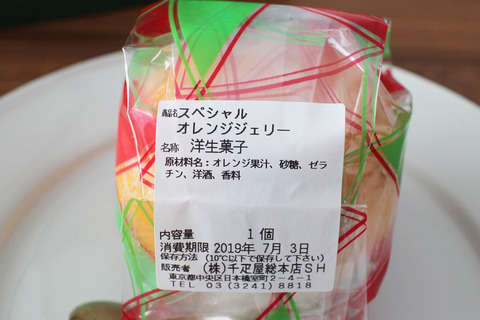 商品名 スペシャル
オレンジジェリー
名称 洋生菓子
原材料名：オレンジ果汁、砂糖、ゼラ
チン、洋酒、香料
内容量 1個
消費期限 2019年 7月 3日
保存方法 (10℃以下で保存して下さい)
販売者 (株)千疋屋総本店SH
東京都中央区日本橋室町2-4-1
TEL 03(3241)8818